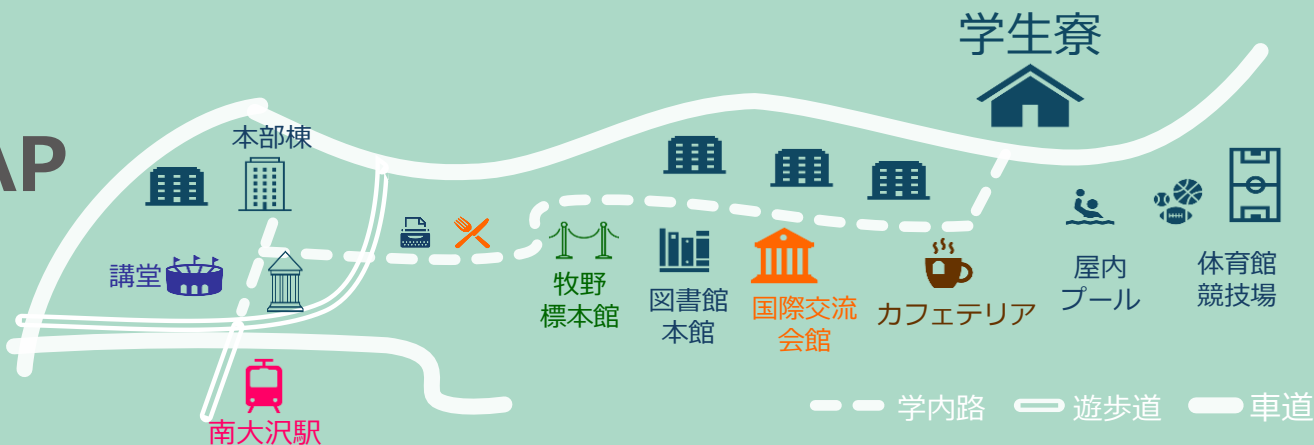 学生寮
AP
本部棟
講堂
牧野
標本館
図書館
本館
国際交流
会館
カフェテリア
屋内
プール
体育館
競技場
南大沢駅
学内路
遊歩道
車道